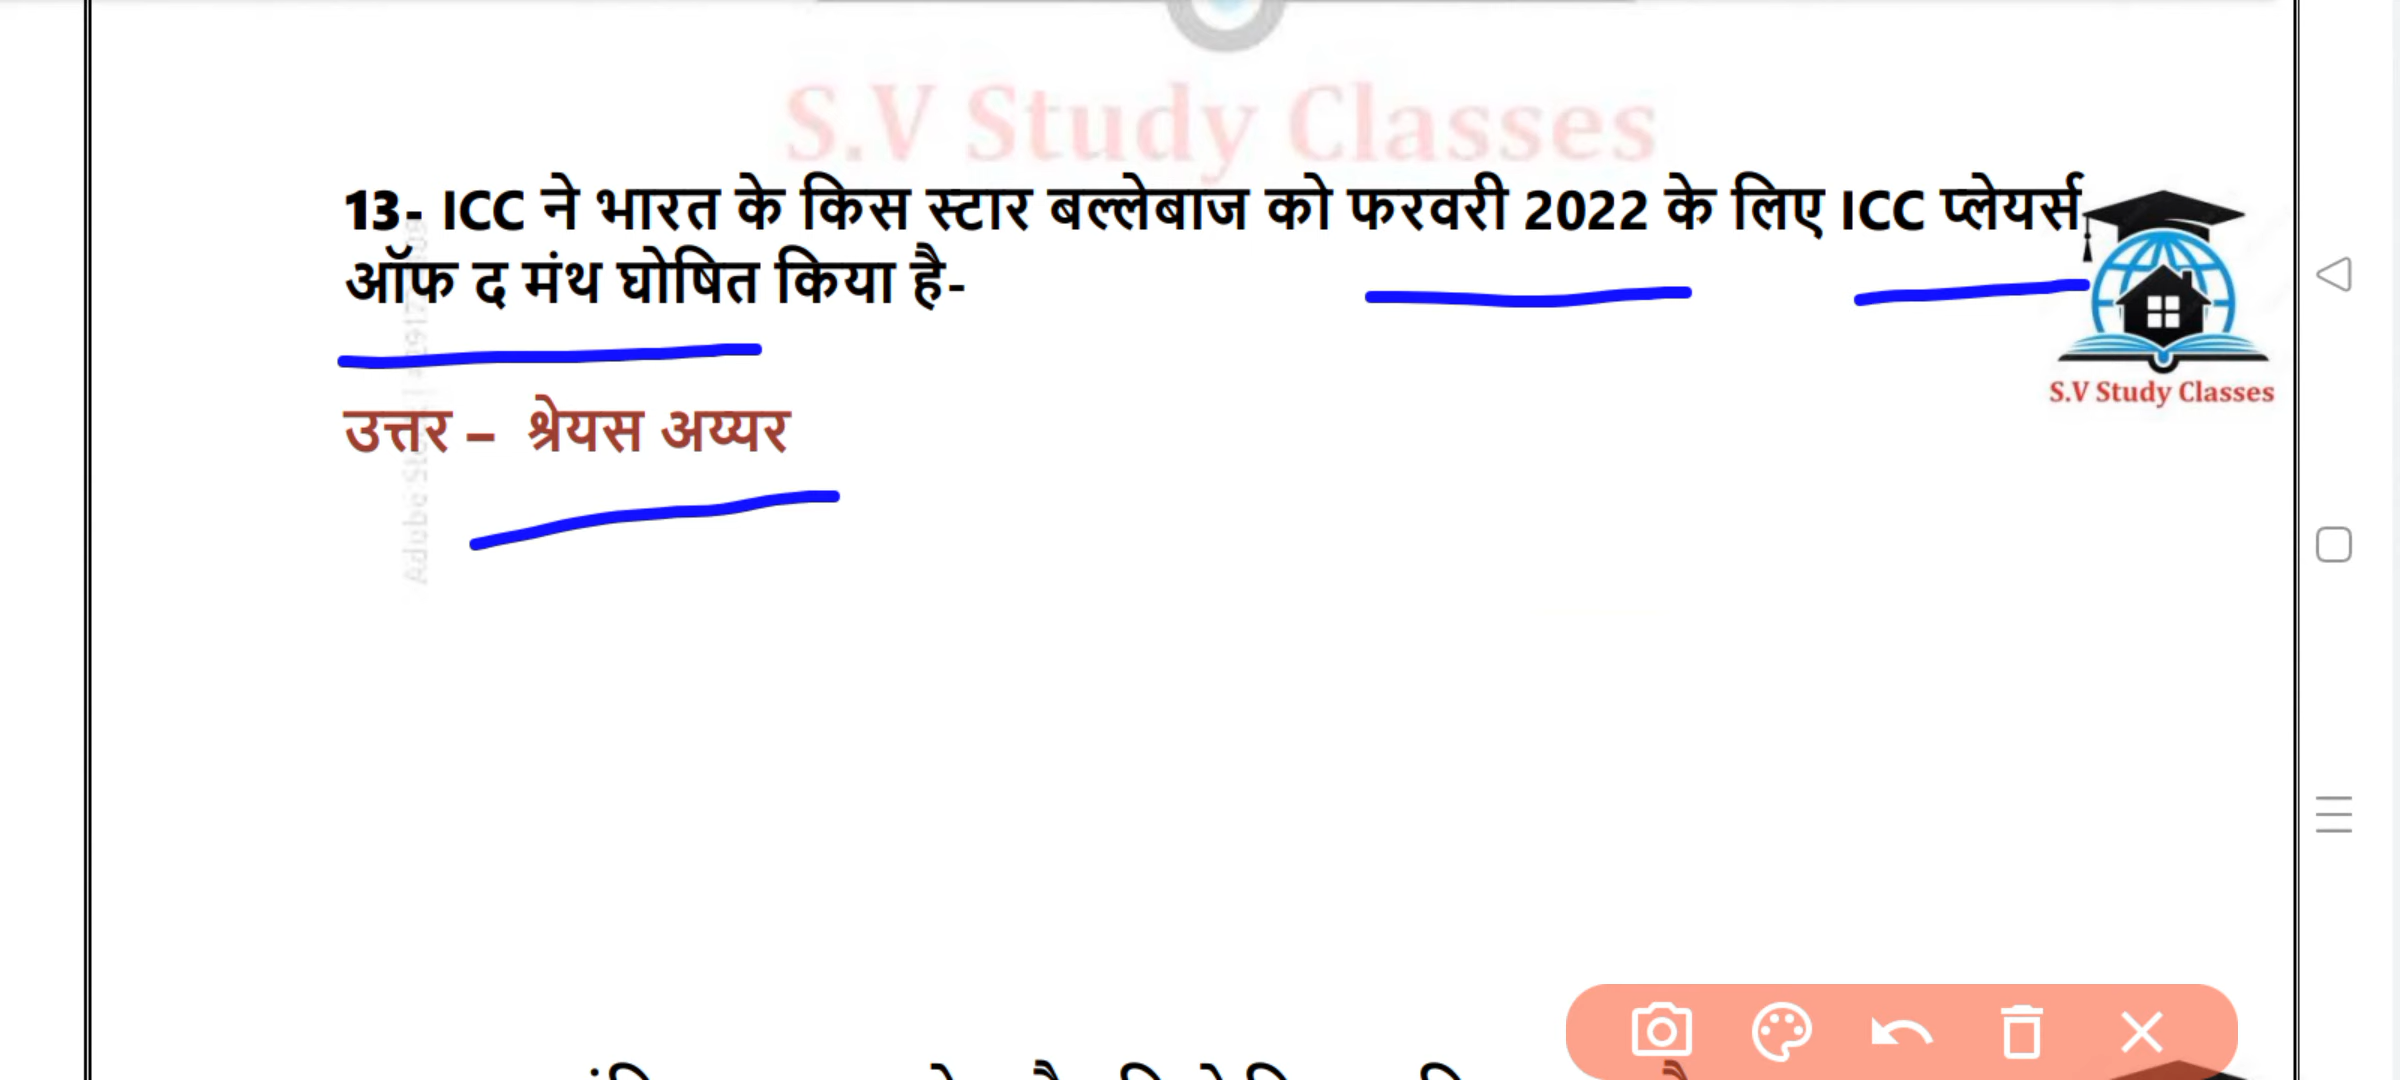 S.V Study Classes
13- ICC ने भारत के किस स्टार बल्लेबाज को फरवरी 2022 के लिए ICC प्लेयर्स
ऑफ द मंथ घोषित किया है-
S.V Study Classes
उत्तर – श्रेयस अय्यर